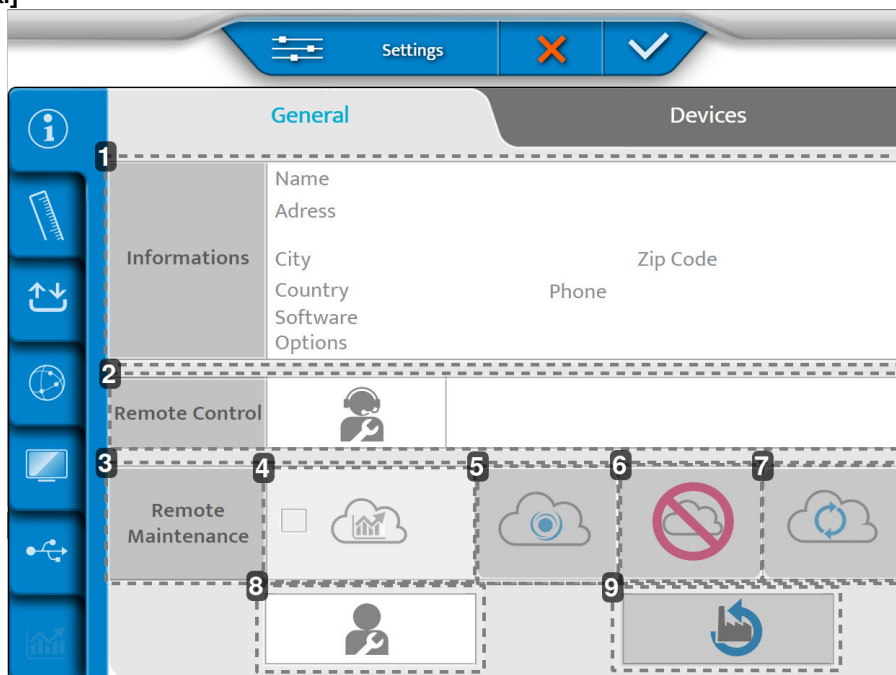 Settings
General Devices
1
Name
Adress
Informations
City Zip Code
Country Phone
Software
Options
2
Remote Control
3 4 5 6 7
Remote
Maintenance
8 9